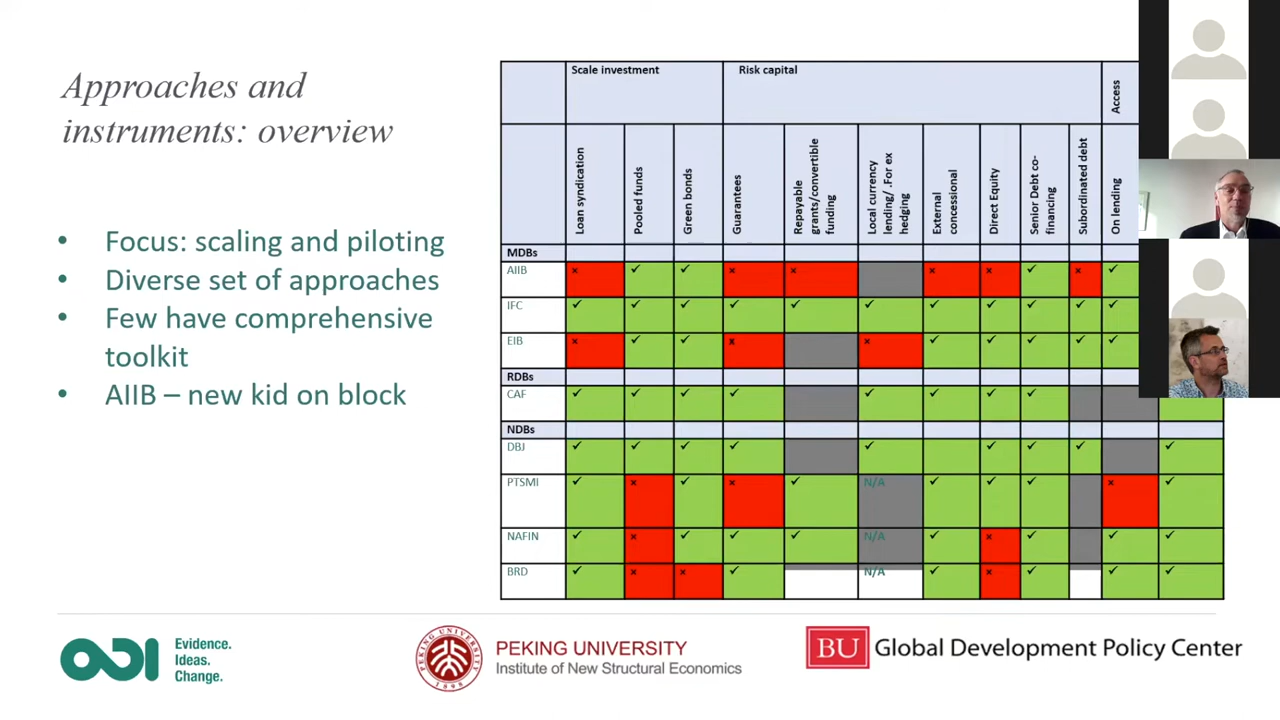 Approaches and
instruments: overview
• Focus: scaling and piloting
• Diverse set of approaches
• Few have comprehensive
toolkit
• AIIB – new kid on block
Scale investment Risk capital Access
Loan syndication
Pooled funds
Green bonds
Guarantees
Repayable
grants/convertible
funding
Local currency
lending/ .For ex
hedging
External
concessional
Direct Equity
Senior Debt co-
financing
Subordinated debt
On lending
MDBs
AIIB × ✓ ✓ × × × × ✓ × ✓
IFC ✓ ✓ ✓ ✓ ✓ ✓ ✓ ✓ ✓ ✓ ✓
EIB × ✓ ✓ × × ✓ ✓ ✓ ✓ ✓
RDBs
CAF ✓ ✓ ✓ ✓ ✓ ✓ ✓ ✓
NDBs
DBJ ✓ ✓ ✓ ✓ ✓ ✓ ✓ ✓ ✓
PTSMI ✓ × ✓ × ✓ N/A ✓ ✓ ✓ × ✓
NAFIN ✓ × ✓ ✓ ✓ N/A ✓ × ✓ ✓ ✓
BRD ✓ × × ✓ N/A ✓ × ✓ ✓ ✓
ODI
Evidence.
Ideas.
Change.
PEKING UNIVERSITY
1898
PEKING UNIVERSITY
Institute of New Structural Economics
BU Global Development Policy Center